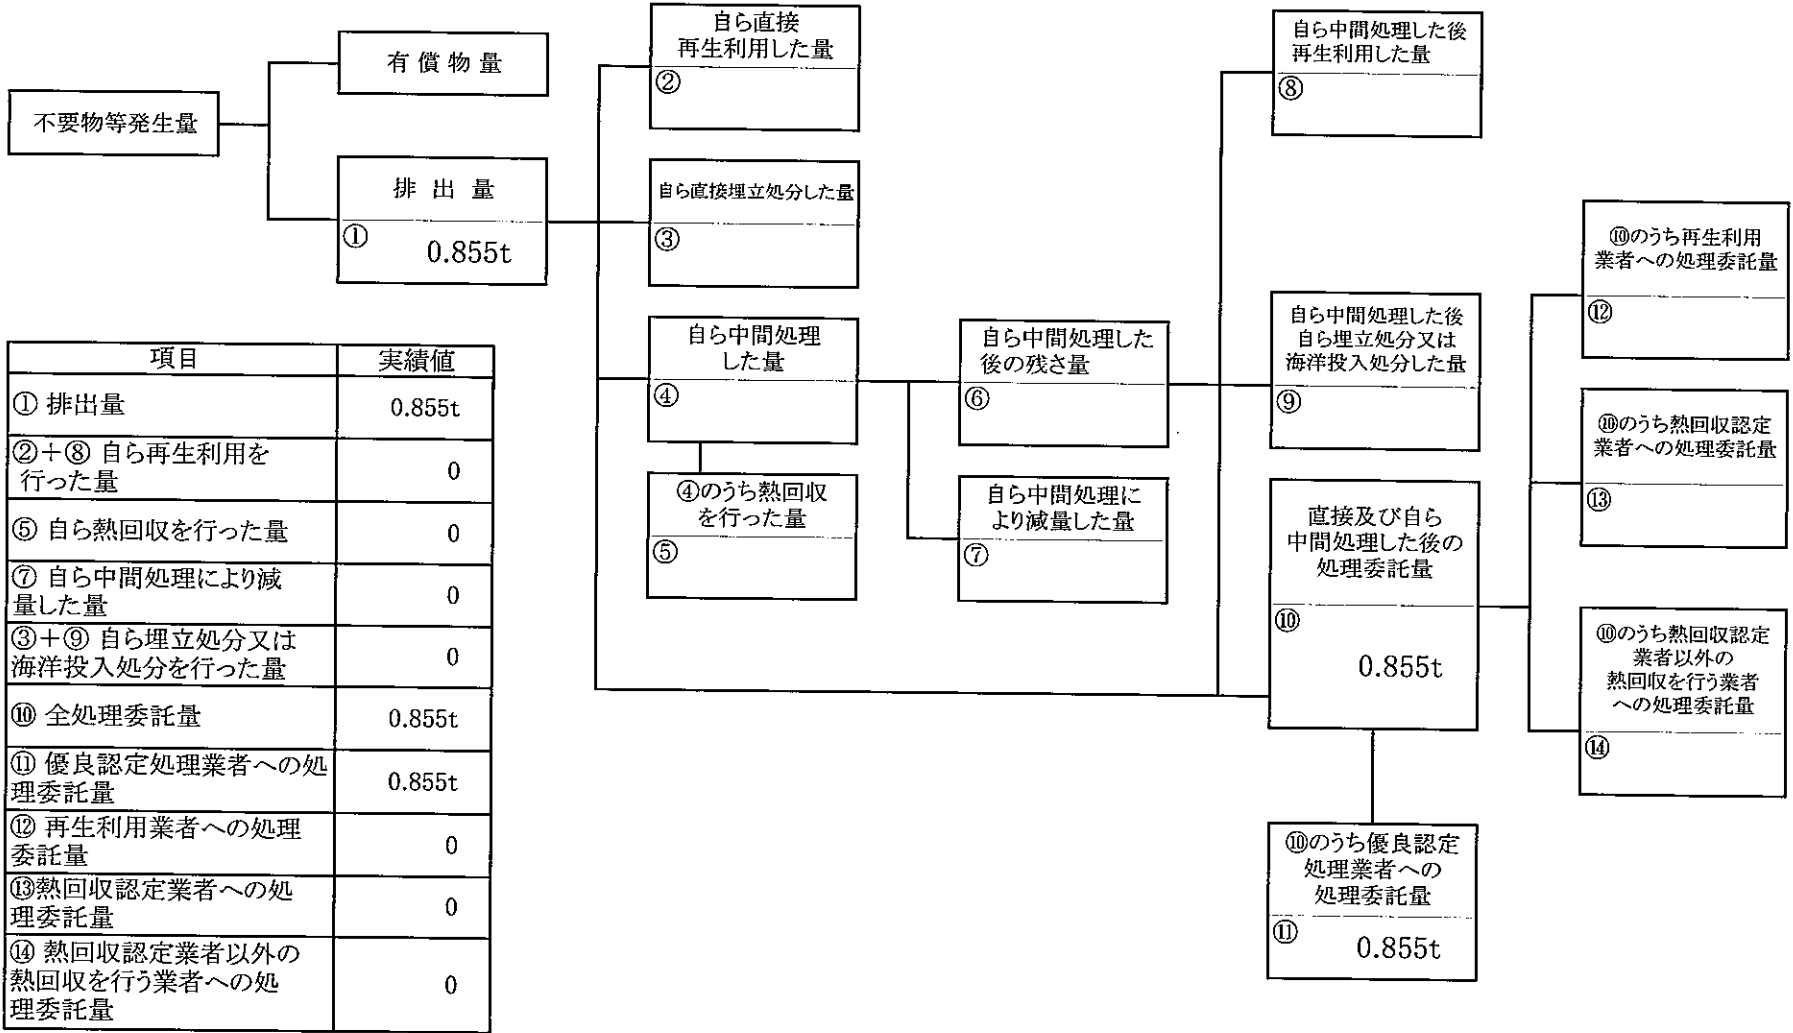 不要物等発生量
有償物量
排出量
①
0.855t
自ら直接
再生利用した量
②
自ら直接埋立処分した量
③
自ら中間処理
した量
④
④のうち熱回収
を行った量
⑤
自ら中間処理した
後の残さ量
⑥
自ら中間処理に
より減量した量
⑦
自ら中間処理した後
再生利用した量
⑧
自ら中間処理した後
自ら埋立処分又は
海洋投入処分した量
⑨
直接及び自ら
中間処理した後の
処理委託量
⑩
0.855t
⑩のうち優良認定
処理業者への
処理委託量
⑪
0.855t
⑩のうち再生利用
業者への処理委託量
⑫
⑩のうち熱回収認定
業者への処理委託量
⑬
⑩のうち熱回収認定
業者以外の
熱回収を行う業者
への処理委託量
⑭
項目 実績値
① 排出量 0.855t
②+⑧ 自ら再生利用を
行った量 0
⑤ 自ら熱回収を行った量 0
⑦ 自ら中間処理により減
量した量 0
③+⑨ 自ら埋立処分又は
海洋投入処分を行った量 0
⑩ 全処理委託量 0.855t
⑪ 優良認定処理業者への処
理委託量 0.855t
⑫ 再生利用業者への処理
委託量 0
⑬熱回収認定業者への処
理委託量 0
⑭ 熱回収認定業者以外の
熱回収を行う業者への処
理委託量 0